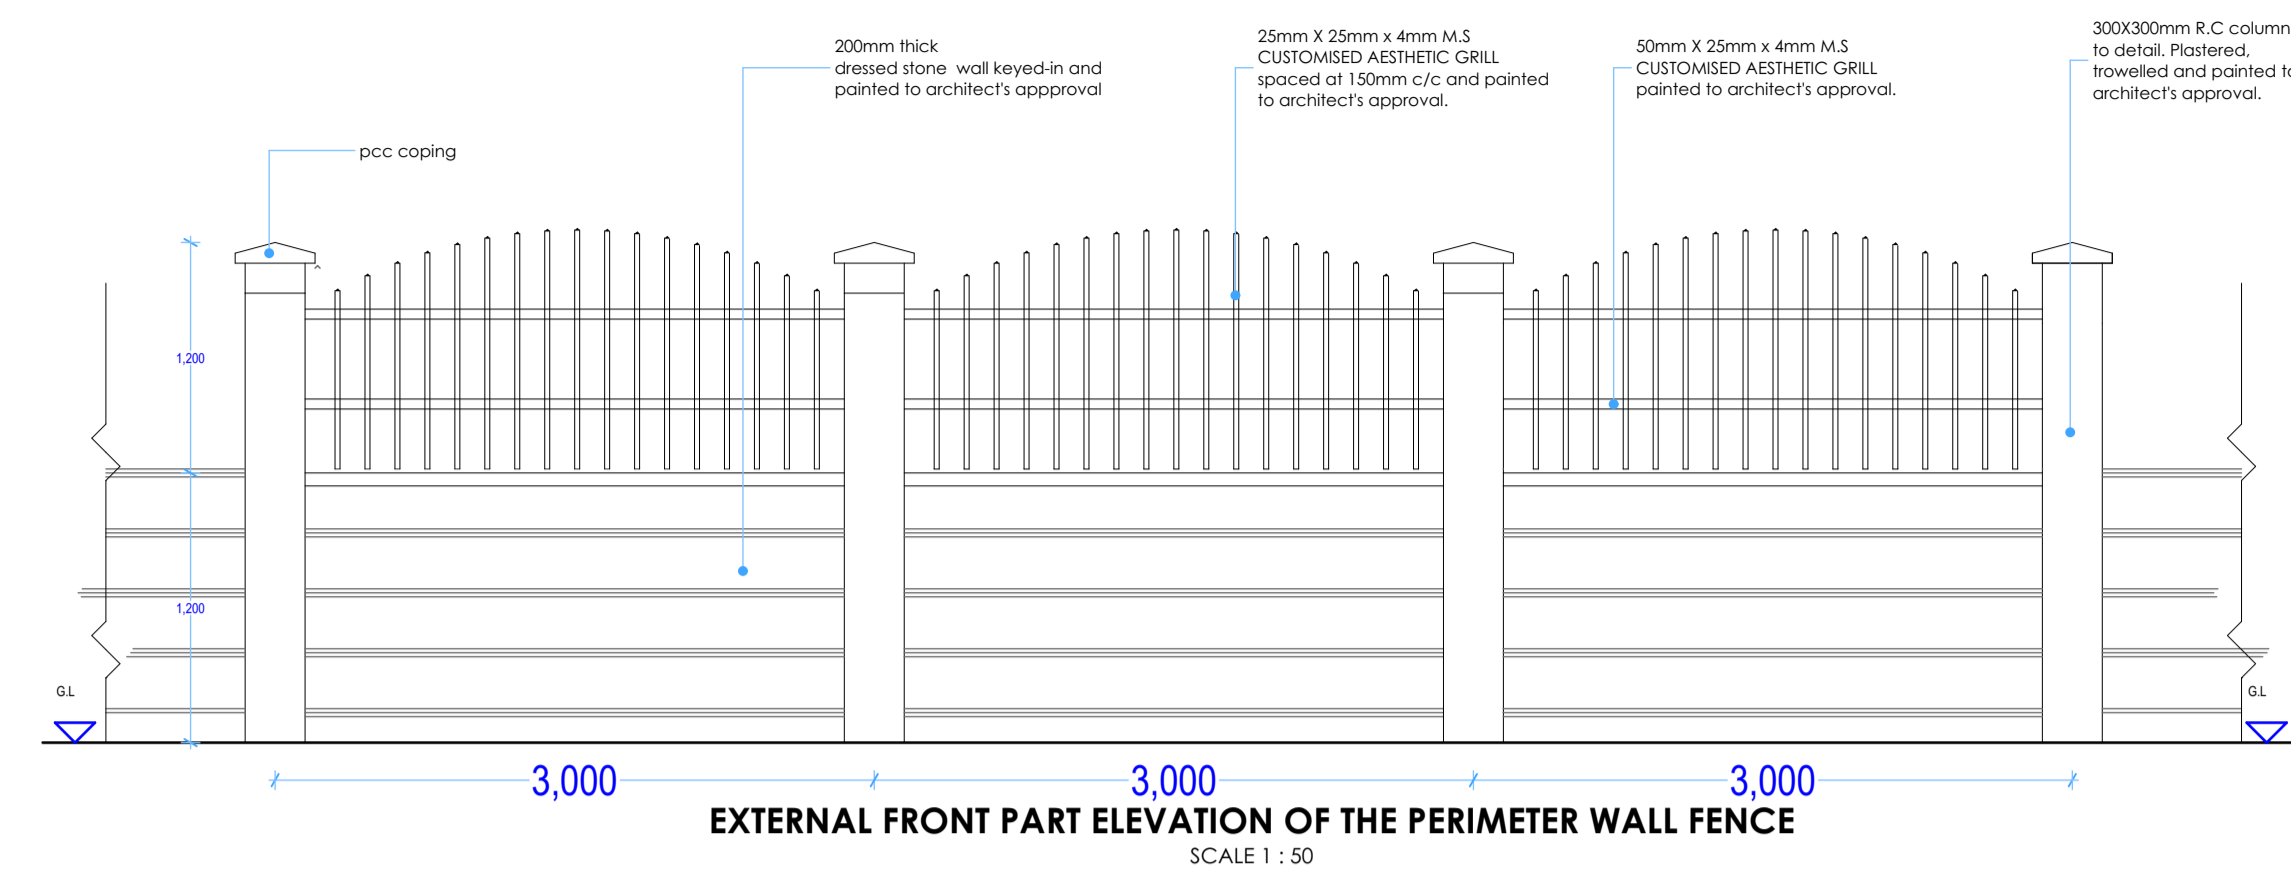 200mm thick
dressed stone wall keyed-in and
painted to architect's appproval
25mm X 25mm x 4mm M.S
CUSTOMISED AESTHETIC GRILL
spaced at 150mm c/c and painted
to architect's approval.
50mm X 25mm x 4mm M.S
CUSTOMISED AESTHETIC GRILL
painted to architect's approval.
300X300mm R.C column
to detail. Plastered,
trowelled and painted to
architect's approval.
pcc coping
1,200
1,200
G.L
G.L
3,000
3,000
3,000
EXTERNAL FRONT PART ELEVATION OF THE PERIMETER WALL FENCE
SCALE 1 : 50